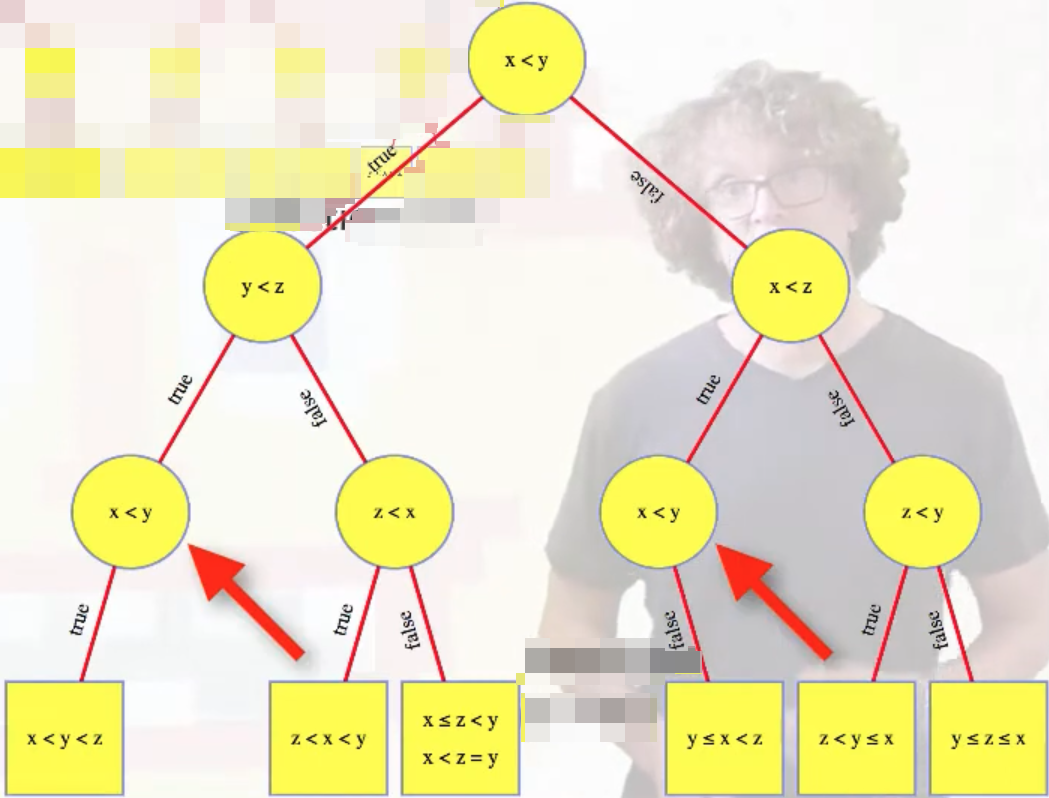 x < y
true
false
y < z
x < z
true
false
true
false
x < y
z < x
x < y
z < y
true
true
false
false
true
false
x < y < z
z < x < y
x ≤ z < y
x < z = y
y ≤ x < z
z < y ≤ x
y ≤ z ≤ x